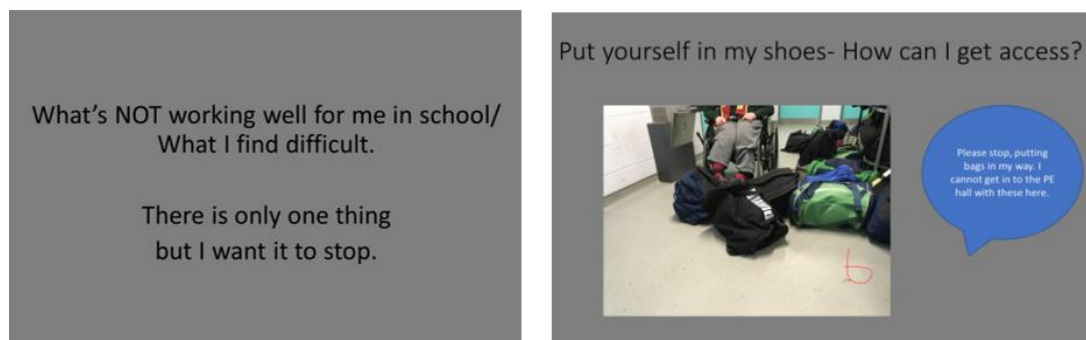 What's NOT working well for me in school/
What I find difficult.
There is only one thing
but I want it to stop.
Put yourself in my shoes- How can I get access?
Please stop, putting
bags in my way. I
cannot get in to the PE
hall with these here.
6